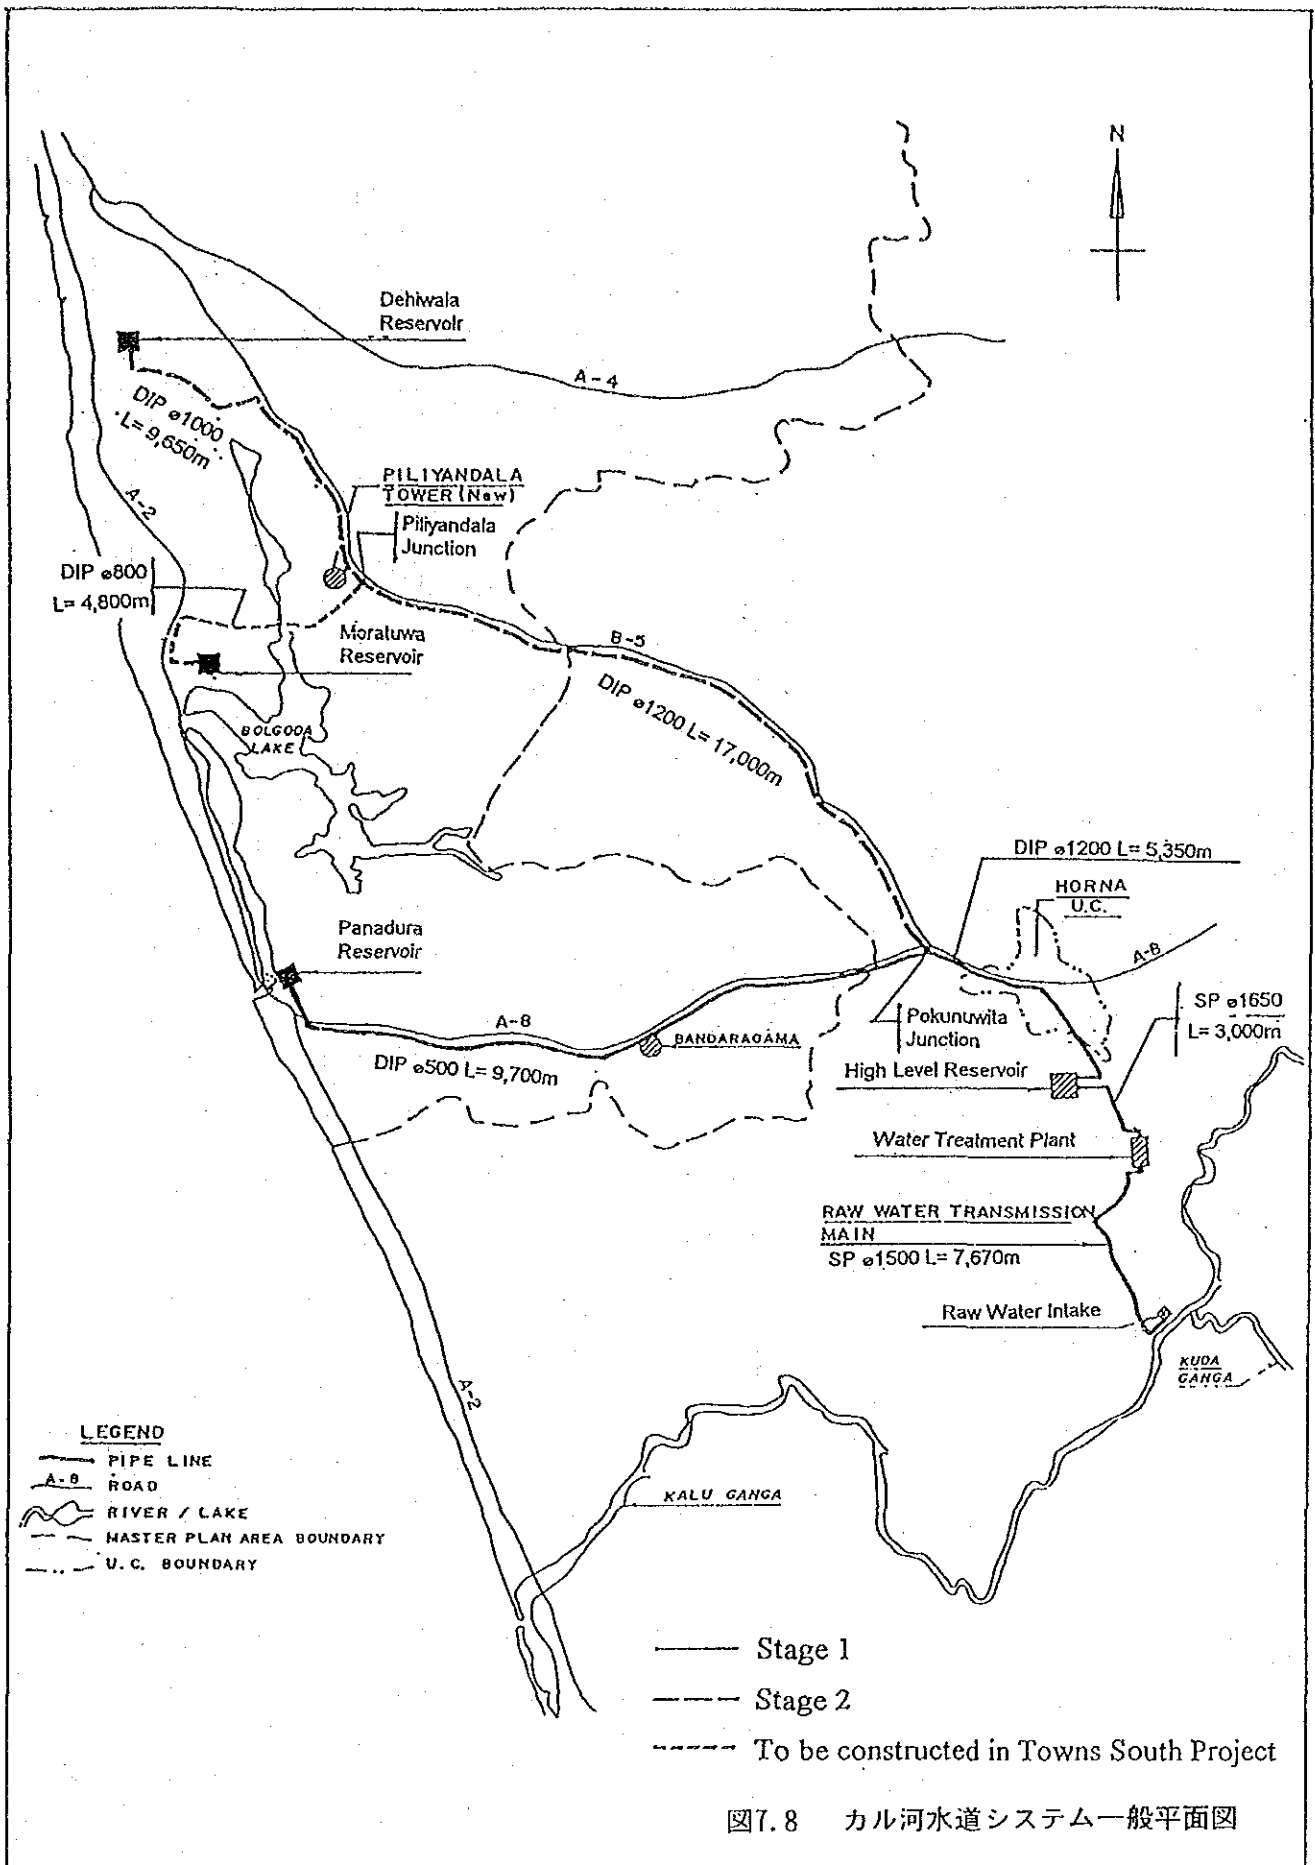 N
Dehiwala
Reservoir
A-4
DIP ø1000
L= 9,650m
A-2
PILIYANDALA
TOWER (New)
Piliyandala
Junction
DIP ø800
L= 4,800m
Moratuwa
Reservoir
B-5
DIP ø1200 L= 17,000m
BOLGODA
LAKE
DIP ø1200 L= 5,350m
HORNA
U.C.
Panadura
Reservoir
A-8
SP ø1650
L= 3,000m
A-8
Pokunuwita
Junction
BANDARAGAMA
DIP ø500 L= 9,700m
High Level Reservoir
Water Treatment Plant
RAW WATER TRANSMISSION
MAIN
SP ø1500 L= 7,670m
Raw Water Intake
KUDA
GANGA
A-2
KALU GANGA
LEGEND
PIPE LINE
A-8 ROAD
RIVER / LAKE
MASTER PLAN AREA BOUNDARY
U.C. BOUNDARY
Stage 1
Stage 2
To be constructed in Towns South Project
図7.8 カル河水道システム一般平面図